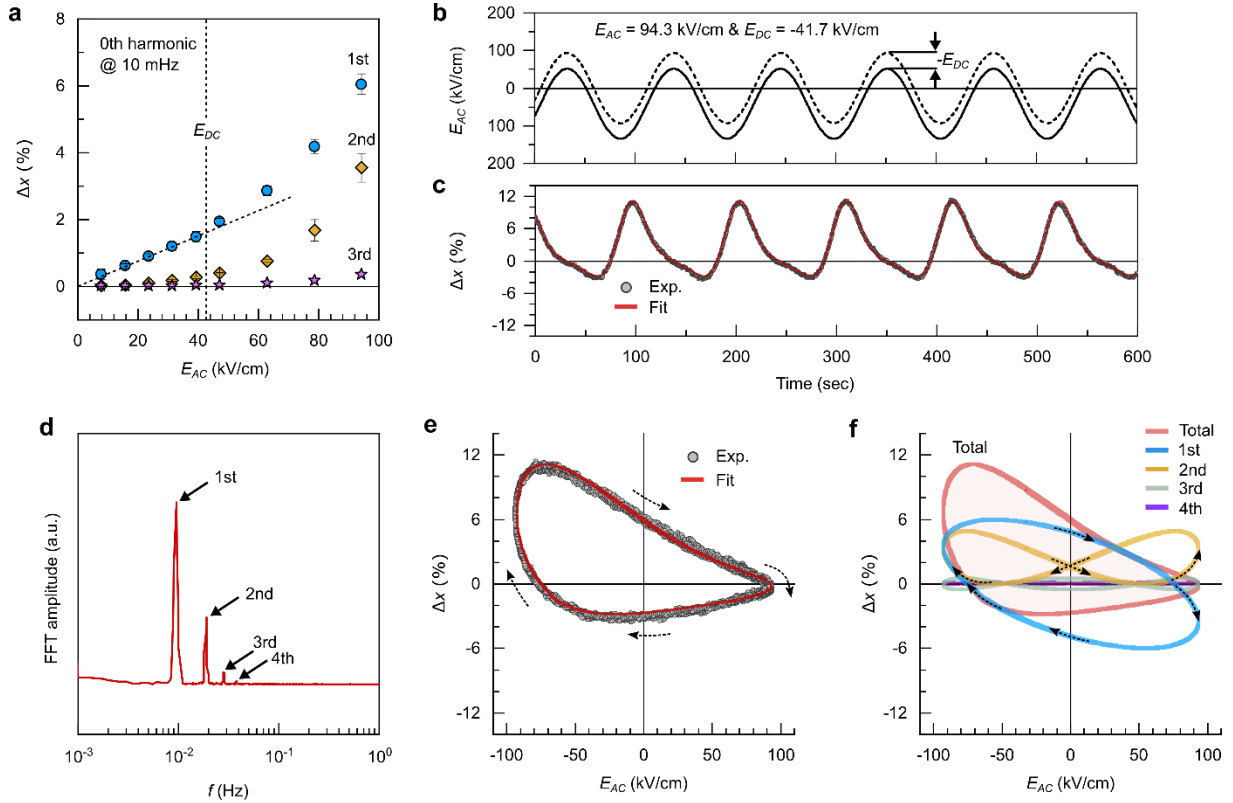 a
8
6
4
2
0
Δx (%)
0th harmonic
@ 10 mHz
1st
E_DC
2nd
3rd
0 20 40 60 80 100
E_AC (kV/cm)
b
200
100
0
100
200
E_AC (kV/cm)
E_AC = 94.3 kV/cm & E_DC = -41.7 kV/cm
-E_DC
c
12
6
0
-6
-12
Δx (%)
Exp.
Fit
0 100 200 300 400 500 600
Time (sec)
d
FFT amplitude (a.u.)
1st
2nd
3rd
4th
10⁻³ 10⁻² 10⁻¹ 10⁰
f (Hz)
e
12
6
0
-6
-12
Δx (%)
Exp.
Fit
-100 -50 0 50 100
E_AC (kV/cm)
f
12
6
0
-6
-12
Δx (%)
Total
Total
1st
2nd
3rd
4th
-100 -50 0 50 100
E_AC (kV/cm)